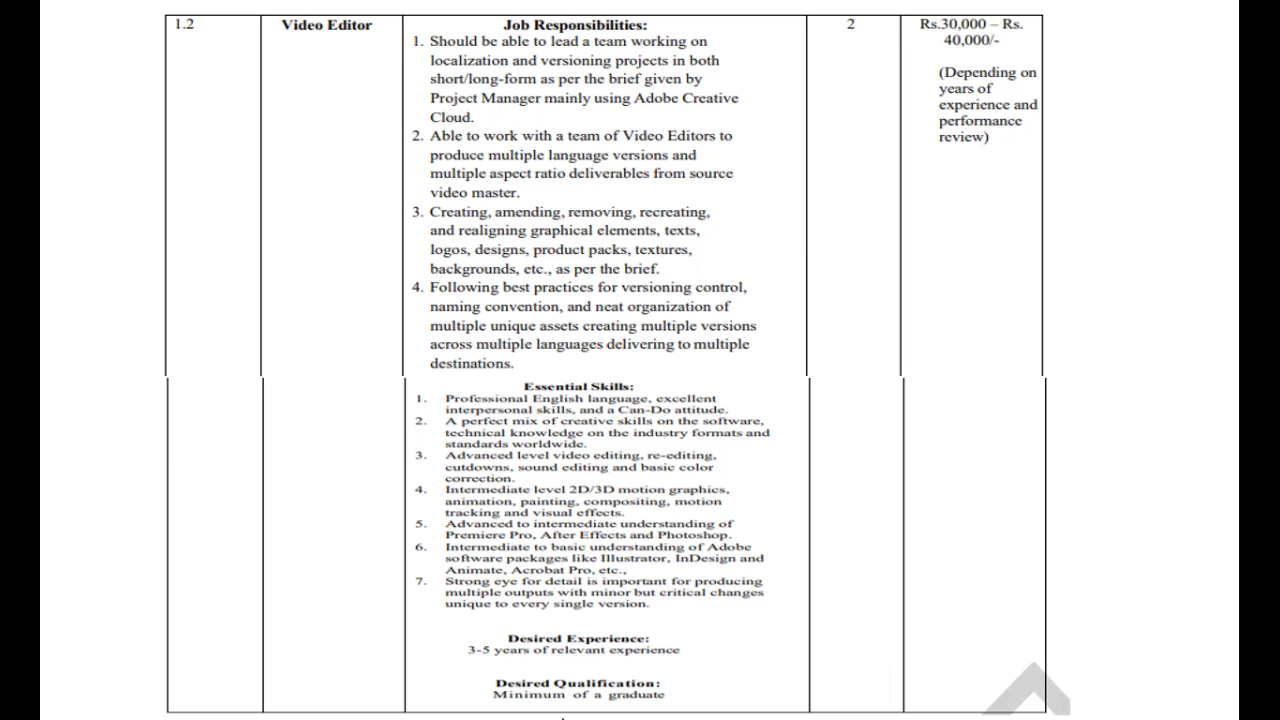 1.2
Video Editor
Job Responsibilities:
1. Should be able to lead a team working on
localization and versioning projects in both
short/long-form as per the brief given by
Project Manager mainly using Adobe Creative
Cloud.
2. Able to work with a team of Video Editors to
produce multiple language versions and
multiple aspect ratio deliverables from source
video master.
3. Creating, amending, removing, recreating,
and realigning graphical elements, texts,
logos, designs, product packs, textures,
backgrounds, etc., as per the brief.
4. Following best practices for versioning control,
naming convention, and neat organization of
multiple unique assets creating multiple versions
across multiple languages delivering to multiple
destinations.
Essential Skills:
1. Professional English language, excellent
interpersonal skills, and a Can-Do attitude.
2. A perfect mix of creative skills on the software,
technical knowledge on the industry formats and
standards worldwide.
3. Advanced level video editing, re-editing,
cutdowns, sound editing and basic color
correction.
4. Intermediate level 2D/3D motion graphics,
animation, painting, compositing, motion
tracking and visual effects.
5. Advanced to intermediate understanding of
Premiere Pro, After Effects and Photoshop.
6. Intermediate to basic understanding of Adobe
software packages like Illustrator, InDesign and
Animate, Acrobat Pro, etc.,
7. Strong eye for detail is important for producing
multiple outputs with minor but critical changes
unique to every single version.
Desired Experience:
3-5 years of relevant experience
Desired Qualification:
Minimum of a graduate
2
Rs.30,000 – Rs.
40,000/-
(Depending on
years of
experience and
performance
review)